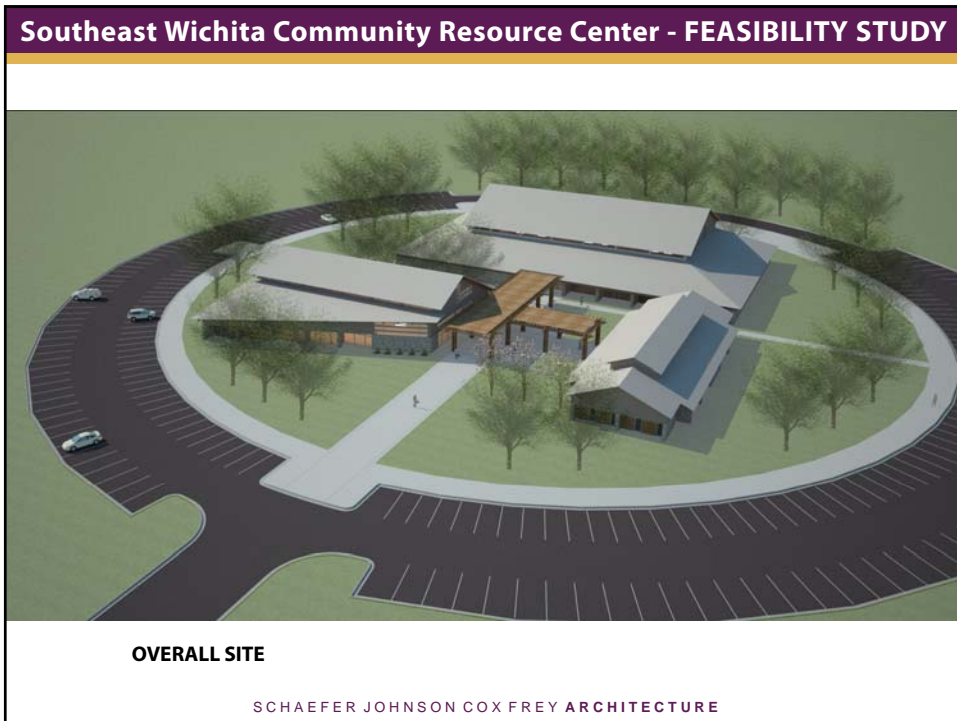 Southeast Wichita Community Resource Center - FEASIBILITY STUDY
OVERALL SITE
SCHAEFER JOHNSON COX FREY ARCHITECTURE